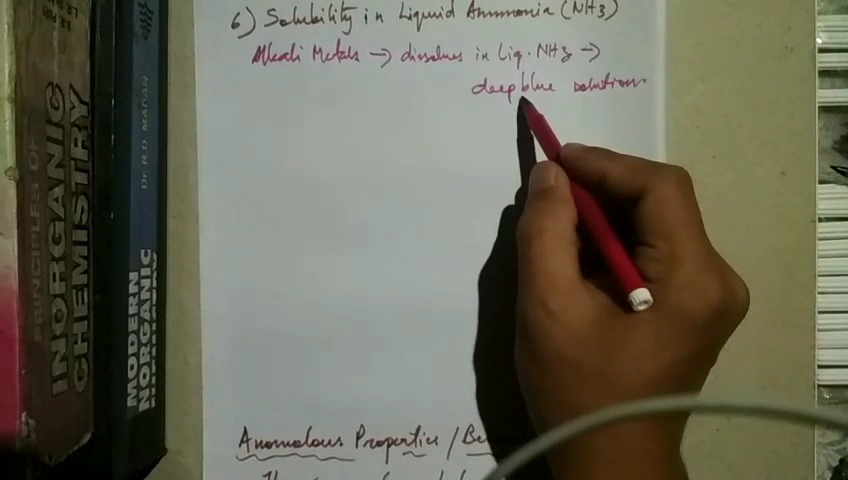 6) Solubility in Liquid Ammonia (NH3)
Alkali Metals → dissolves in Liq. NH3 →
deep blue solutions
Anomalous Properties / Be
PRINCIPLES OF
INORGANIC
CHEMISTRY
Dr. R.D. MADAN
MODERN
INORGANIC